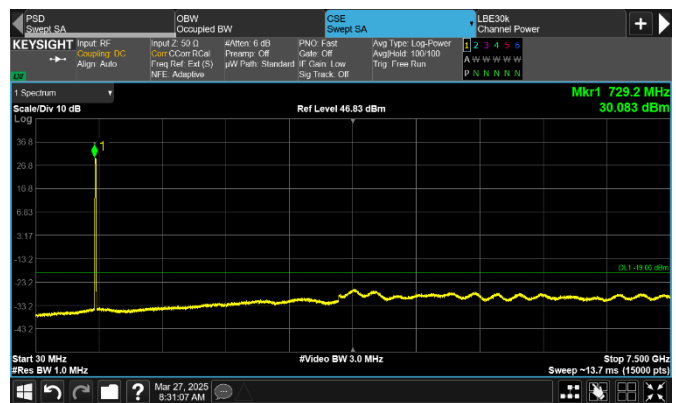 PSD
Swept SA
OBW
Occupied BW
CSE
Swept SA
LBE30k
Channel Power
KEYSIGHT
Input: RF
Coupling: DC
Align: Auto
Input Z: 50 Ω
Corr CCorr RCal
Freq Ref: Ext (S)
NFE: Adaptive
#Atten: 6 dB
Preamp: Off
µW Path: Standard
PNO: Fast
Gate: Off
IF Gain: Low
Sig Track: Off
Avg Type: Log-Power
Avg|Hold: 100/100
Trig: Free Run
1 2 3 4 5 6
A W W W W W
P N N N N N
LXI
1 Spectrum
Scale/Div 10 dB
Log
Ref Level 46.83 dBm
Mkr1 729.2 MHz
30.083 dBm
36.8
26.8
16.8
6.83
-3.17
-13.2
-23.2
-33.2
-43.2
1
DL1 -19.00 dBm
Start 30 MHz
#Res BW 1.0 MHz
#Video BW 3.0 MHz
Stop 7.500 GHz
Sweep ~13.7 ms (15000 pts)
?
Mar 27, 2025
8:31:07 AM